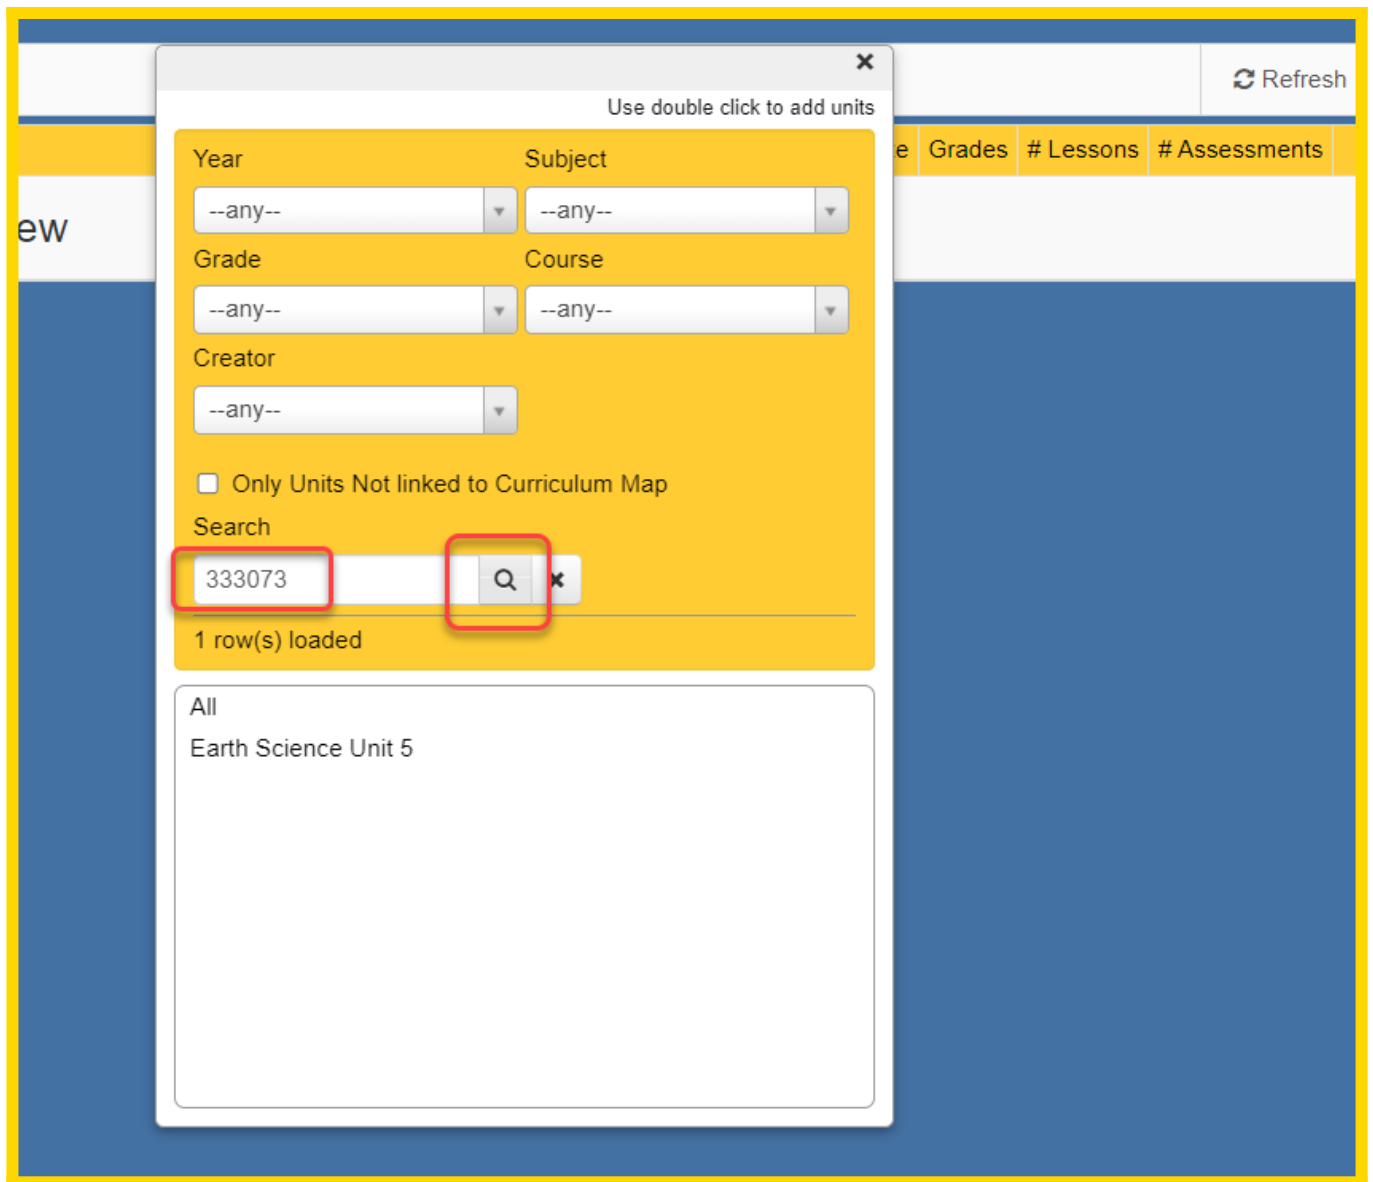 Refresh
Use double click to add units
Grades # Lessons # Assessments
Year Subject
--any-- --any--
ew
Grade Course
--any-- --any--
Creator
--any--
Only Units Not linked to Curriculum Map
Search
333073
1 row(s) loaded
All
Earth Science Unit 5